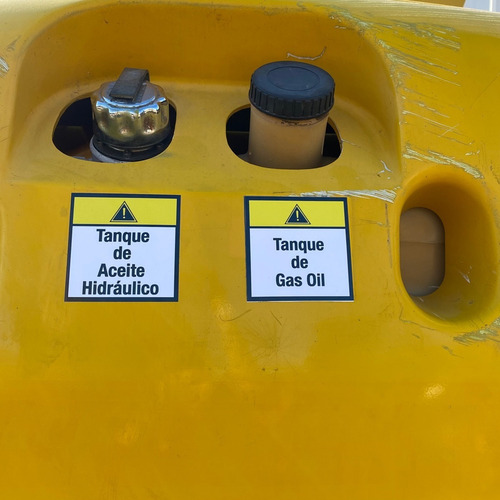 Tanque
de
Aceite
Hidráulico
Tanque
de
Gas Oil